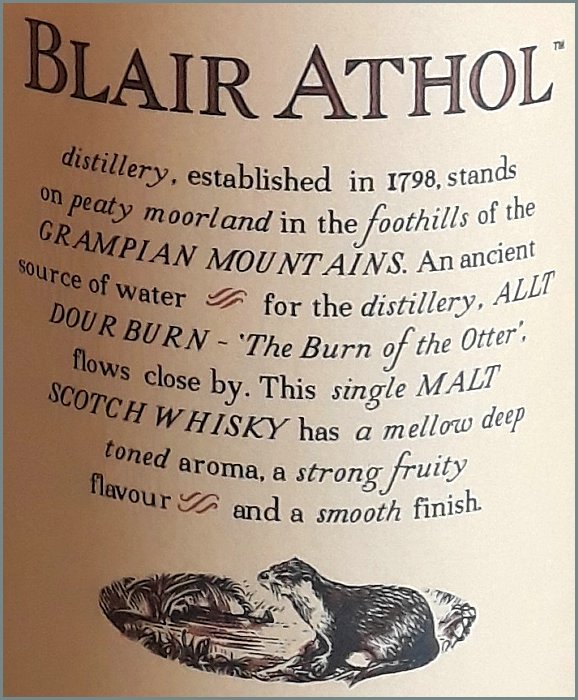 BLAIR ATHOL™
distillery, established in 1798, stands
on peaty moorland in the foothills of the
GRAMPIAN MOUNTAINS. An ancient
source of water for the distillery, ALLT
DOUR BURN - 'The Burn of the Otter',
flows close by. This single MALT
SCOTCH WHISKY has a mellow deep
toned aroma, a strong fruity
flavour and a smooth finish.